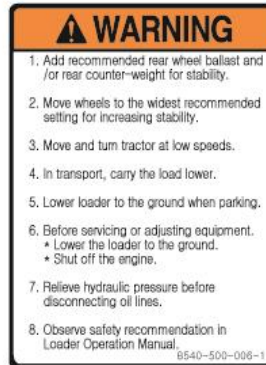 WARNING
1. Add recommended rear wheel ballast and
/or rear counter-weight for stability.
2. Move wheels to the widest recommended
setting for increasing stability.
3. Move and turn tractor at low speeds.
4. In transport, carry the load lower.
5. Lower loader to the ground when parking.
6. Before servicing or adjusting equipment.
* Lower the loader to the ground.
* Shut off the engine.
7. Relieve hydraulic pressure before
disconnecting oil lines.
8. Observe safety recommendation in
Loader Operation Manual.
8540-500-006-1